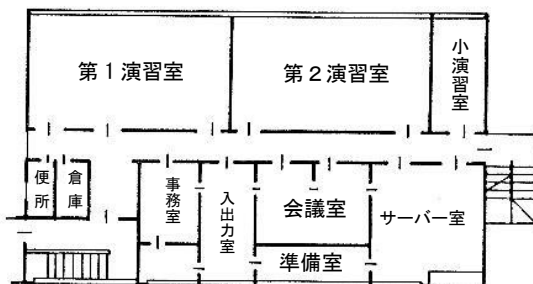 第１演習室
第２演習室
小演習室
便所
倉庫
事務室
入出力室
会議室
サーバー室
準備室